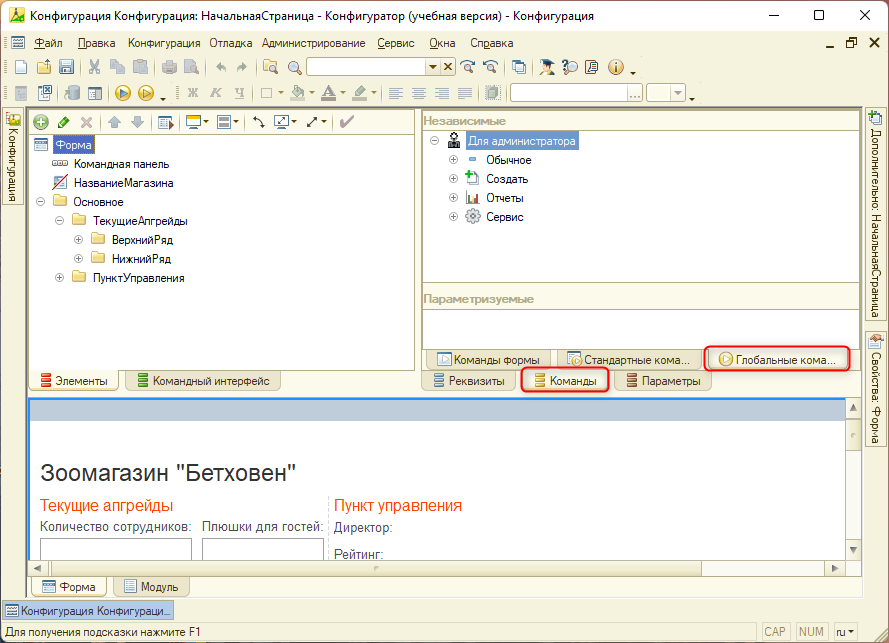 Конфигурация Конфигурация: НачальнаяСтраница - Конфигуратор (учебная версия) - Конфигурация
Файл Правка Конфигурация Отладка Администрирование Сервис Окна Справка
Ж К Ч
Конфигурация
Форма
Командная панель
НазваниеМагазина
Основное
ТекущиеАпгрейды
ВерхнийРяд
НижнийРяд
ПунктУправления
Элементы Командный интерфейс
Независимые
Для администратора
Обычное
Создать
Отчеты
Сервис
Параметризуемые
Команды формы Стандартные кома... Глобальные кома...
Реквизиты Команды Параметры
Дополнительно: НачальнаяСтраница
Свойства: Форма
Зоомагазин "Бетховен"
Текущие апгрейды Пункт управления
Количество сотрудников: Плюшки для гостей: Директор:
Рейтинг:
Форма Модуль
Конфигурация Конфигураци...
Для получения подсказки нажмите F1 CAP NUM ru